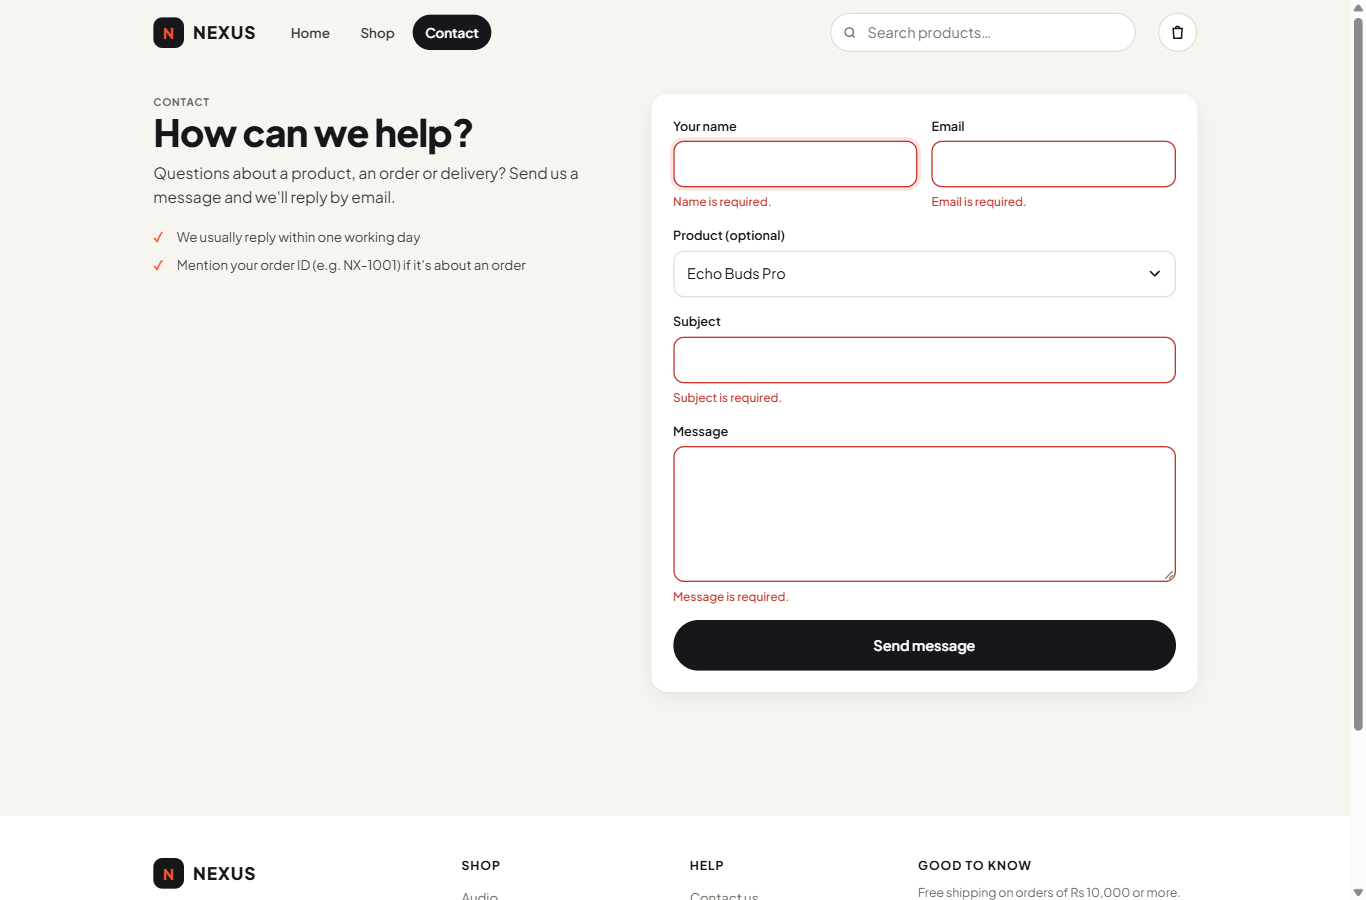 N NEXUS
Home
Shop
Contact
Search products...
CONTACT
How can we help?
Questions about a product, an order or delivery? Send us a
message and we'll reply by email.
We usually reply within one working day
Mention your order ID (e.g. NX-1001) if it's about an order
Your name
Name is required.
Email
Email is required.
Product (optional)
Echo Buds Pro
Subject
Subject is required.
Message
Message is required.
Send message
N NEXUS
SHOP
Audio
HELP
Contact us
GOOD TO KNOW
Free shipping on orders of Rs 10,000 or more.